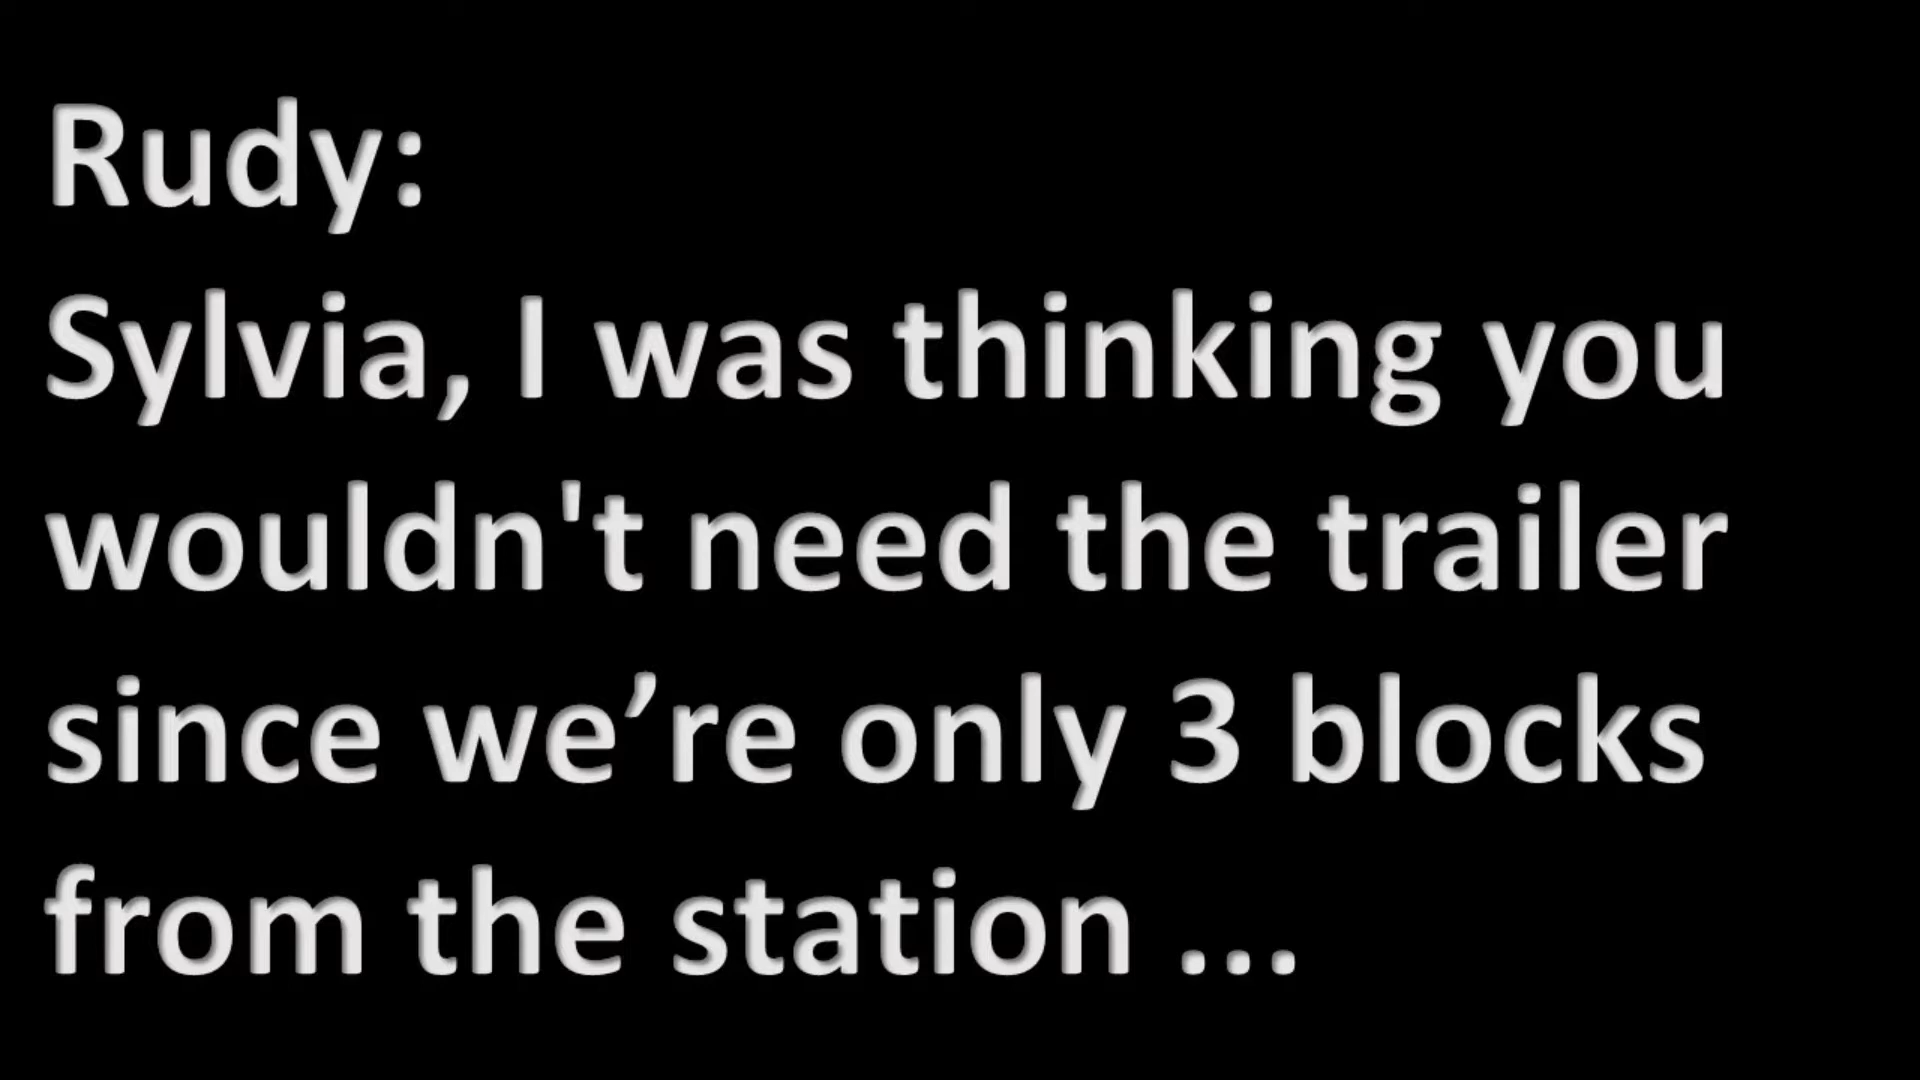 Rudy:
Sylvia, I was thinking you
wouldn't need the trailer
since we’re only 3 blocks
from the station ...